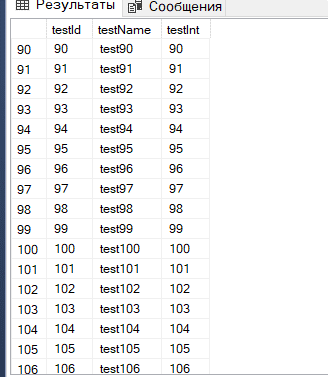 Результаты Сообщения
testId testName testInt
90 90 test90 90
91 91 test91 91
92 92 test92 92
93 93 test93 93
94 94 test94 94
95 95 test95 95
96 96 test96 96
97 97 test97 97
98 98 test98 98
99 99 test99 99
100 100 test100 100
101 101 test101 101
102 102 test102 102
103 103 test103 103
104 104 test104 104
105 105 test105 105
106 106 test106 106